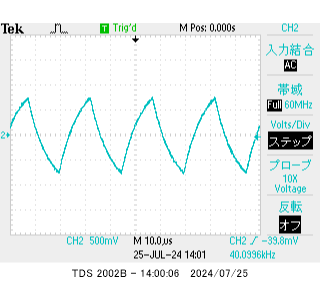 Tek Trig'd M Pos: 0.000s CH2
入力結合
AC
帯域
Full 60MHz
Volts/Div
ステップ
2
プローブ
10X
Voltage
反転
オフ
CH2 500mV M 10.0µs CH2 -39.8mV
25-JUL-24 14:01 40.0996kHz
TDS 2002B - 14:00:06 2024/07/25